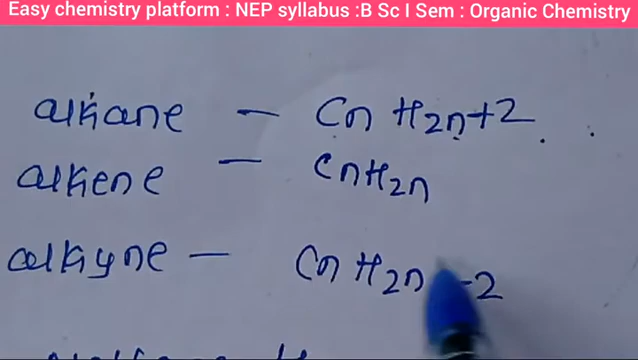 Easy chemistry platform : NEP syllabus :B Sc I Sem : Organic Chemistry
alkane - CnH2n+2
alkene - CnH2n
alkyne - CnH2n-2